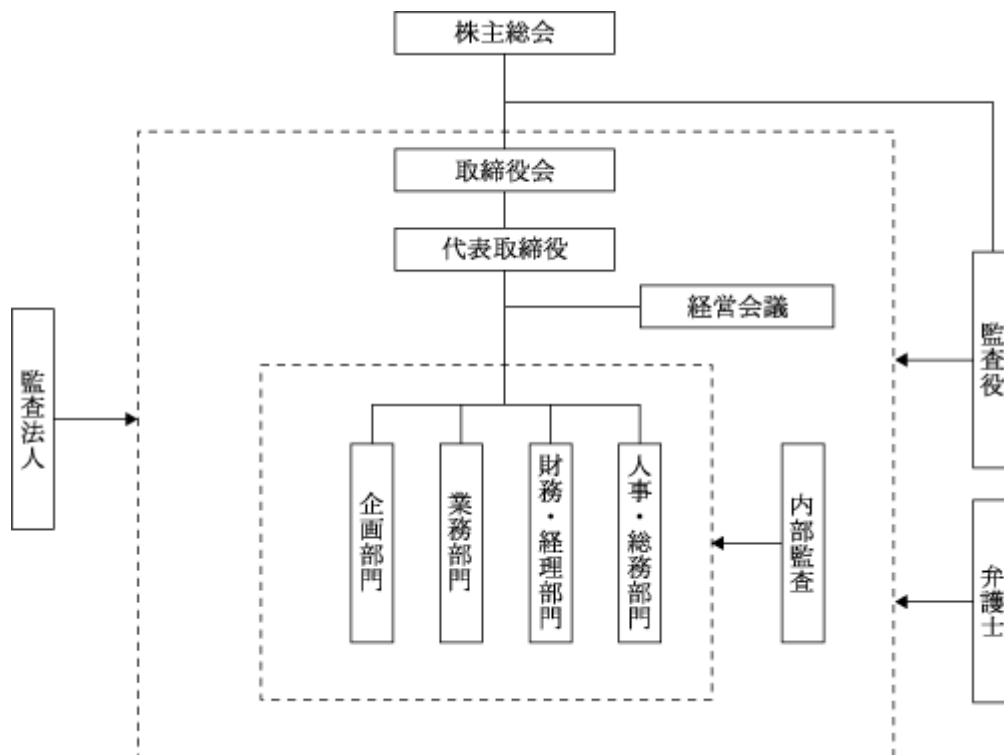 株主総会
取締役会
代表取締役
経営会議
監査法人
監査役
企画部門
業務部門
財務・経理部門
人事・総務部門
内部監査
弁護士